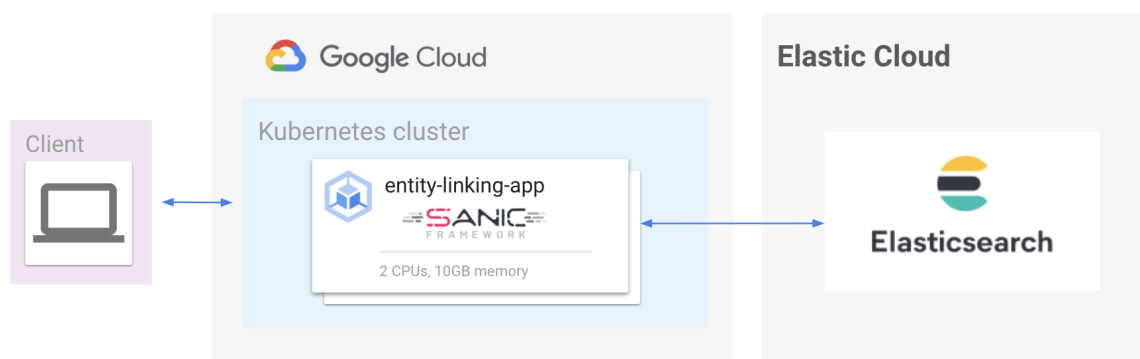 Google Cloud
Elastic Cloud
Kubernetes cluster
Client
entity-linking-app
SANIC
FRAMEWORK
2 CPUs, 10GB memory
Elasticsearch